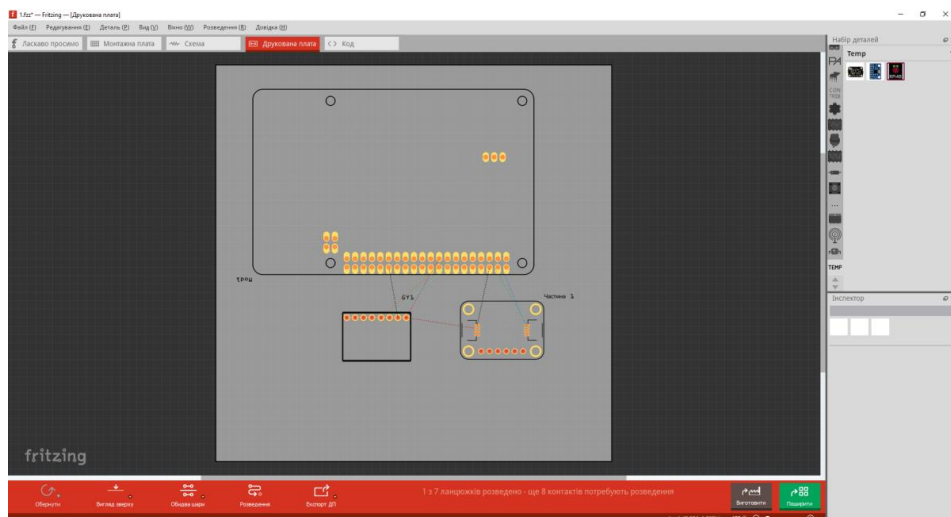 1.fzz* — Fritzing — [Друкована плата]
Файл (F) Редагування (E) Деталь (P) Вид (V) Вікно (W) Розведення (R) Довідка (H)
Ласкаво просимо Монтажна плата Схема Друкована плата Код
Набір деталей
Temp
CON
TEMP
Rpi1
GY1
Частина 1
Інспектор
fritzing
Обернути Вигляд зверху Обидва шари Розведення Експорт ДП
1 з 7 ланцюжків розведено - ще 8 контактів потребують розведення
Виготовити Поширити